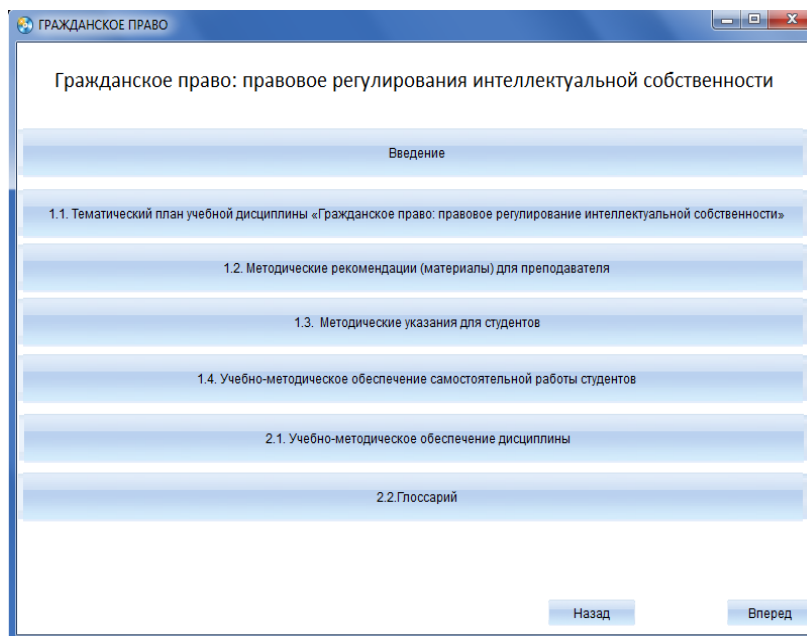 ГРАЖДАНСКОЕ ПРАВО
Гражданское право: правовое регулирования интеллектуальной собственности
Введение
1.1. Тематический план учебной дисциплины «Гражданское право: правовое регулирование интеллектуальной собственности»
1.2. Методические рекомендации (материалы) для преподавателя
1.3. Методические указания для студентов
1.4. Учебно-методическое обеспечение самостоятельной работы студентов
2.1. Учебно-методическое обеспечение дисциплины
2.2.Глоссарий
Назад
Вперед